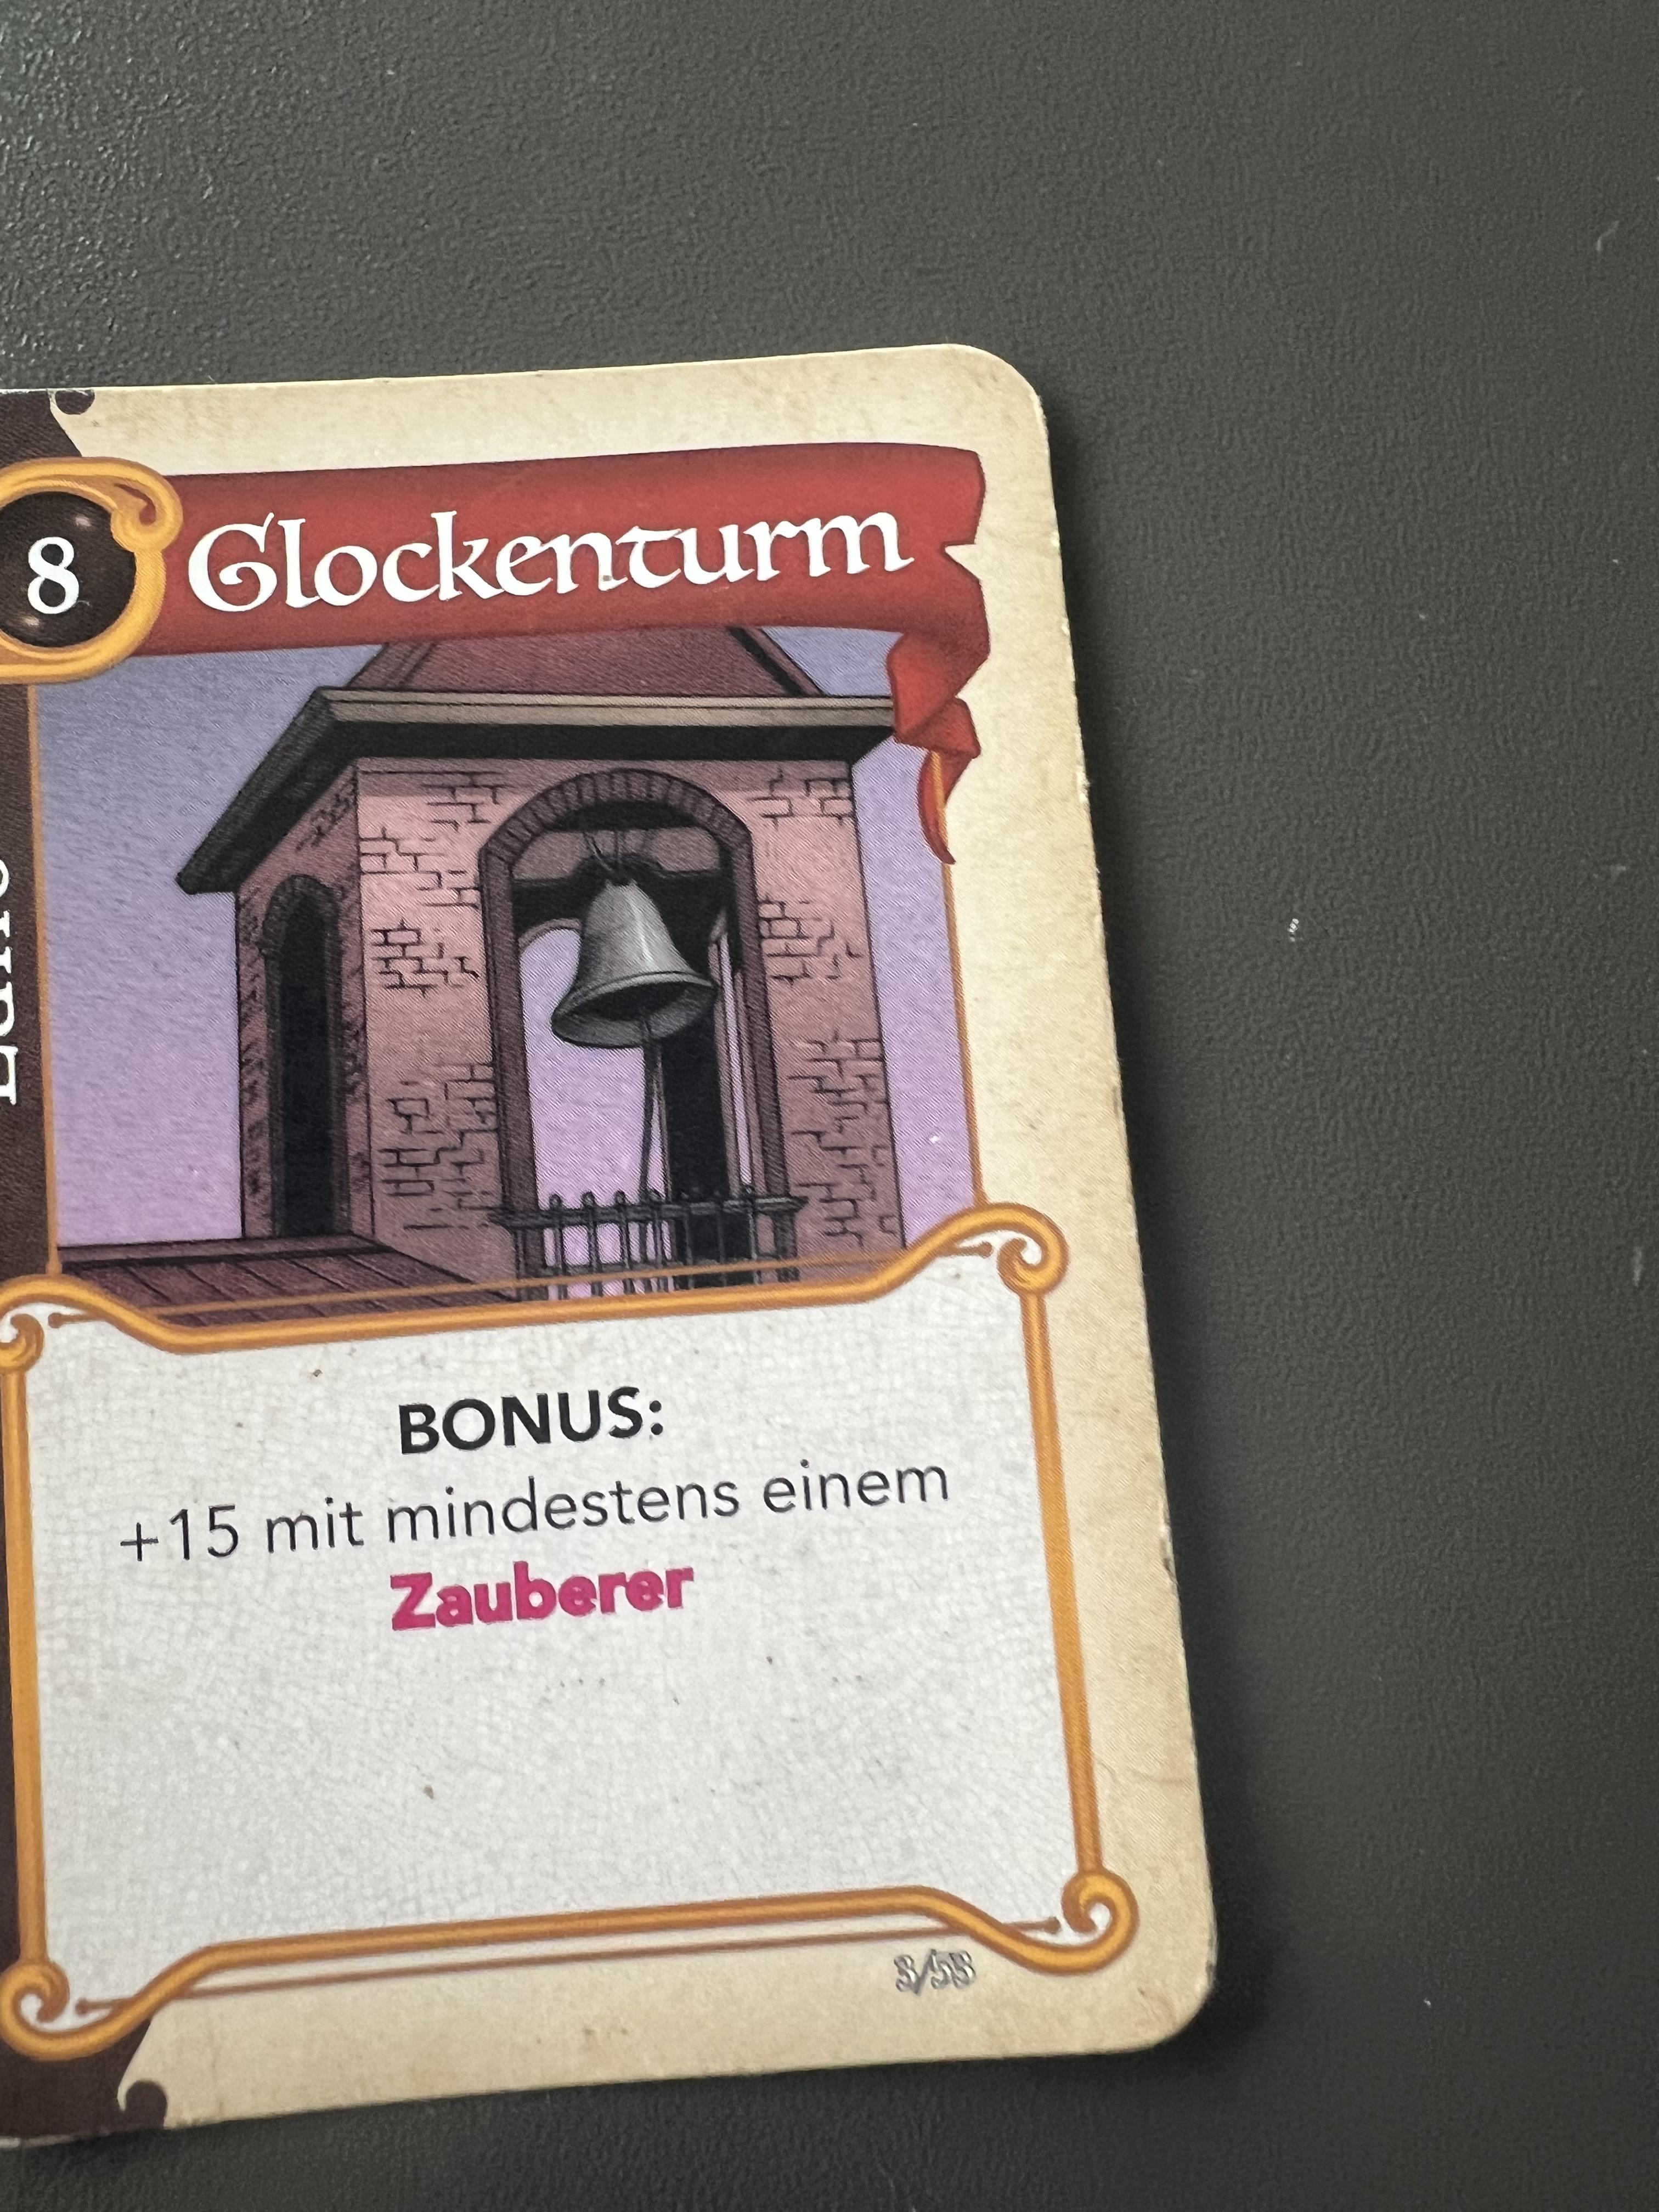 8
Glockenturm
BONUS:
+15 mit mindestens einem
Zauberer
3/53